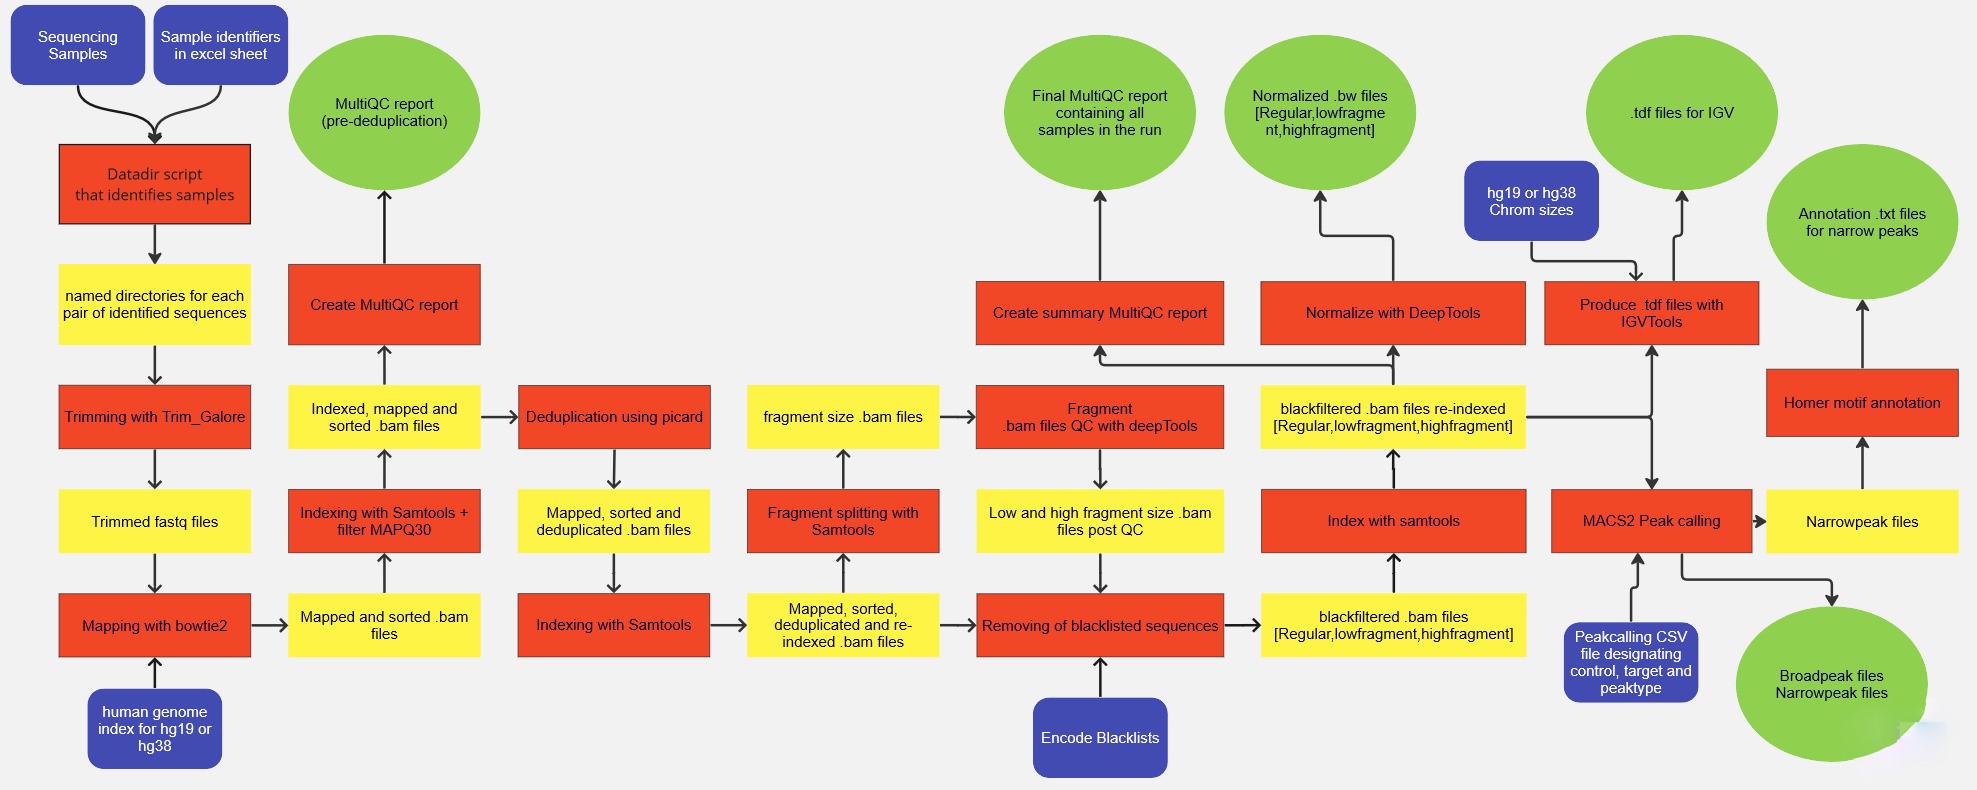 Sequencing
Samples
Sample identifiers
in excel sheet
Datadir script
that identifies samples
named directories for each
pair of identified sequences
Trimming with Trim_Galore
Trimmed fastq files
Mapping with bowtie2
human genome
index for hg19 or
hg38
MultiQC report
(pre-deduplication)
Create MultiQC report
Indexed, mapped and
sorted .bam files
Indexing with Samtools +
filter MAPQ30
Mapped and sorted .bam
files
Deduplication using picard
Mapped, sorted and
deduplicated .bam files
Indexing with Samtools
fragment size .bam files
Fragment splitting with
Samtools
Mapped, sorted,
deduplicated and re-
indexed .bam files
Final MultiQC report
containing all
samples in the run
Create summary MultiQC report
Fragment
.bam files QC with deepTools
Low and high fragment size .bam
files post QC
Removing of blacklisted sequences
Encode Blacklists
Normalized .bw files
[Regular,lowfragme
nt,highfragment]
Normalize with DeepTools
blackfiltered .bam files re-indexed
[Regular,lowfragment,highfragment]
Index with samtools
blackfiltered .bam files
[Regular,lowfragment,highfragment]
.tdf files for IGV
hg19 or hg38
Chrom sizes
Produce .tdf files with
IGVTools
MACS2 Peak calling
Peakcalling CSV
file designating
control, target and
peaktype
Annotation .txt files
for narrow peaks
Homer motif annotation
Narrowpeak files
Broadpeak files
Narrowpeak files